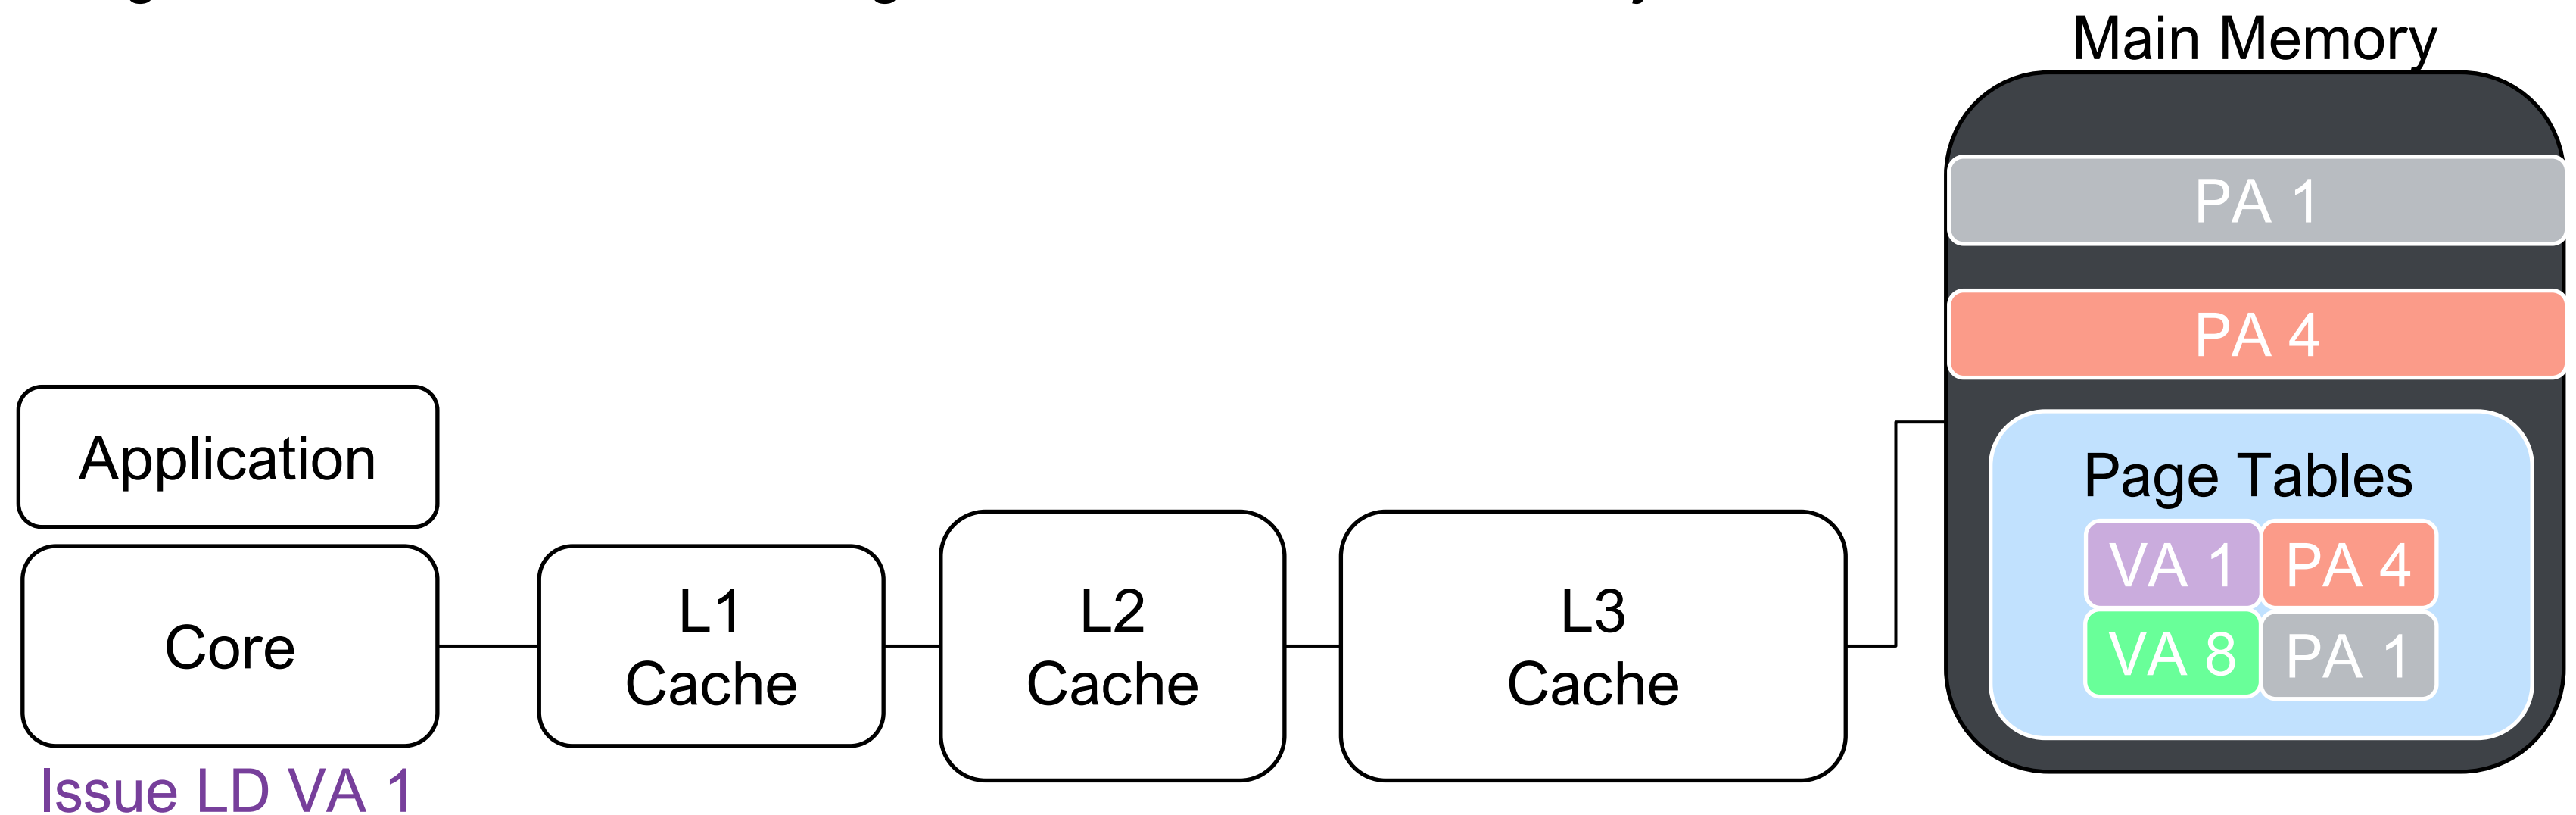 Main Memory
PA 1
PA 4
Application
Page Tables
VA 1 PA 4
L1
Cache
L2
Cache
L3
Cache
Core
VA 8 PA 1
Issue LD VA 1